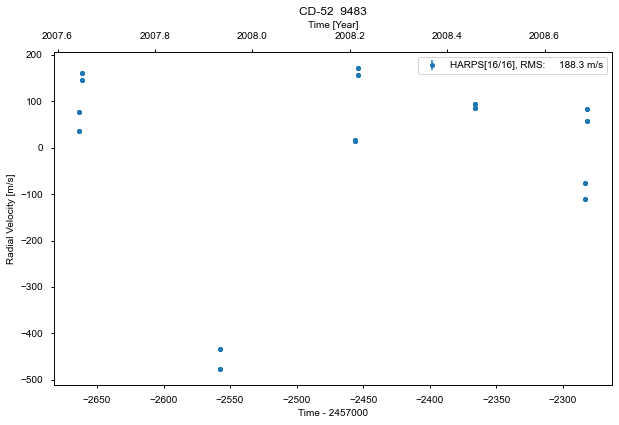 CD-52  9483
Time [Year]
2007.6 2007.8 2008.0 2008.2 2008.4 2008.6
HARPS[16/16], RMS:     188.3 m/s
200
100
0
−100
−200
−300
−400
−500
Radial Velocity [m/s]
−2650 −2600 −2550 −2500 −2450 −2400 −2350 −2300
Time - 2457000